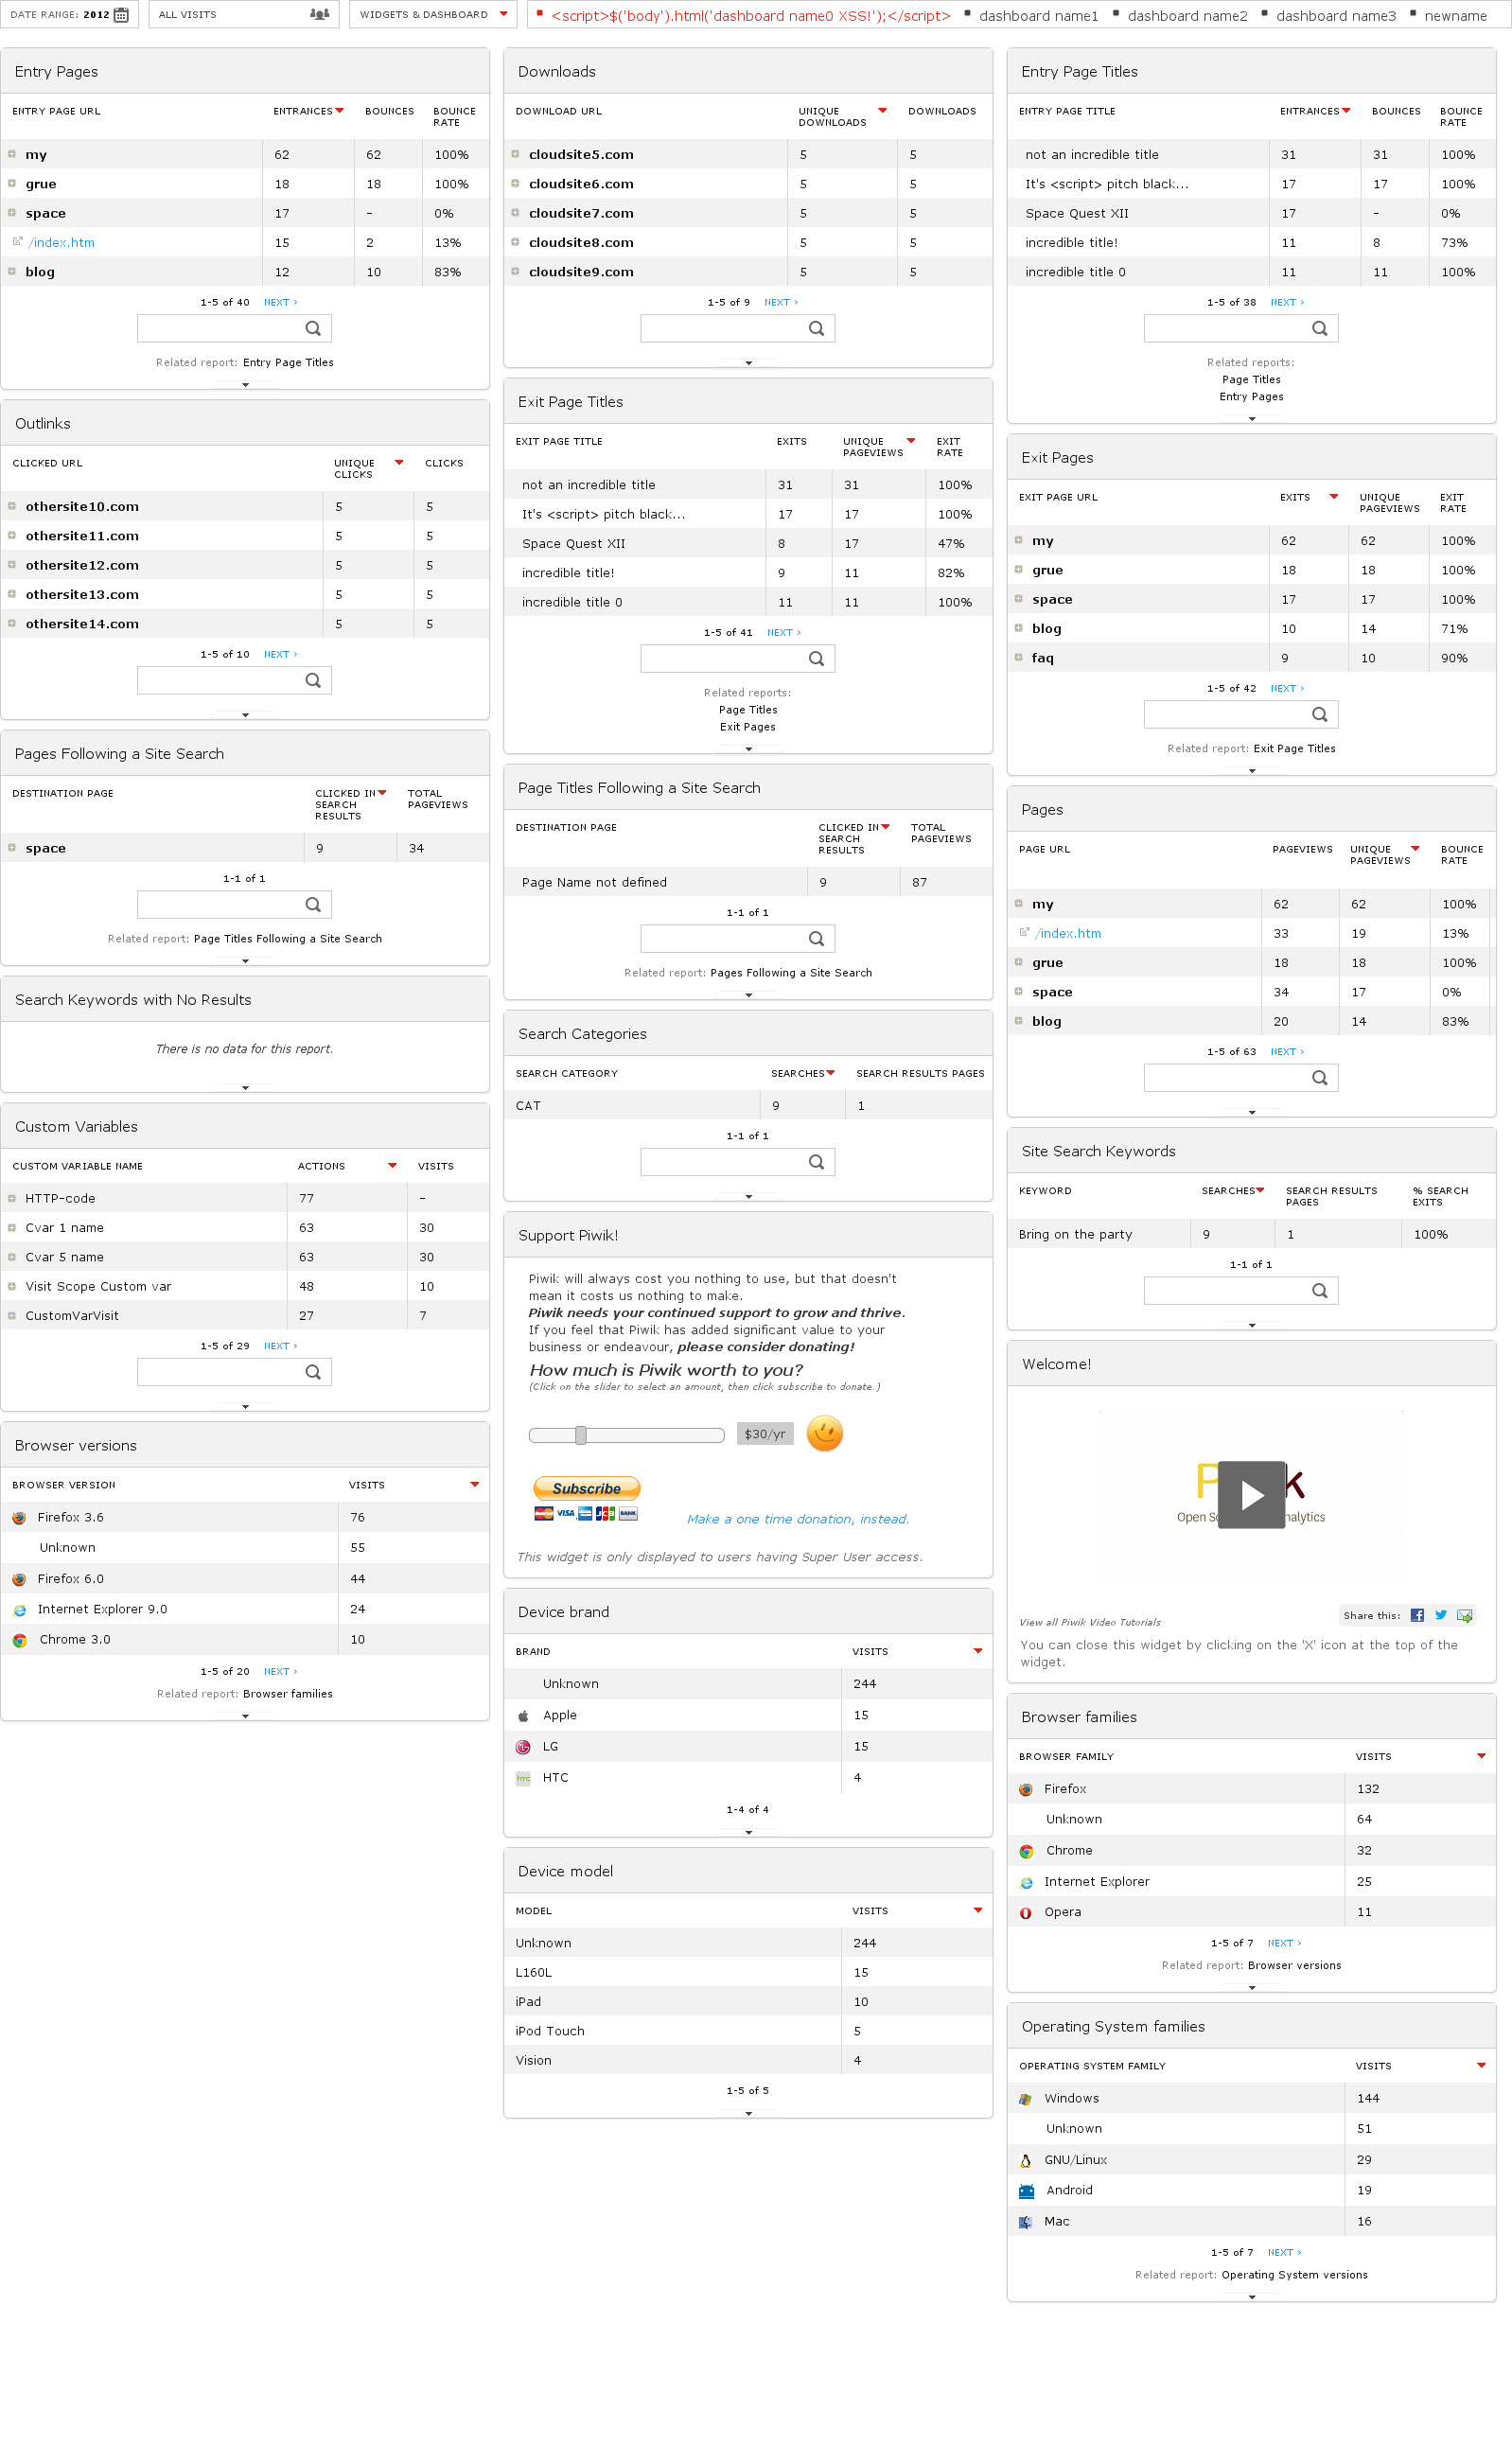 DATE RANGE: 2012
ALL VISITS
WIDGETS & DASHBOARD
<script>$('body').html('dashboard name0 XSS!');</script>
dashboard name1
dashboard name2
dashboard name3
newname
Entry Pages
ENTRY PAGE URL ENTRANCES BOUNCES BOUNCE RATE
my 62 62 100%
grue 18 18 100%
space 17 - 0%
/index.htm 15 2 13%
blog 12 10 83%
1-5 of 40 NEXT ›
Related report: Entry Page Titles
Outlinks
CLICKED URL UNIQUE CLICKS CLICKS
othersite10.com 5 5
othersite11.com 5 5
othersite12.com 5 5
othersite13.com 5 5
othersite14.com 5 5
1-5 of 10 NEXT ›
Pages Following a Site Search
DESTINATION PAGE CLICKED IN SEARCH RESULTS TOTAL PAGEVIEWS
space 9 34
1-1 of 1
Related report: Page Titles Following a Site Search
Search Keywords with No Results
There is no data for this report.
Custom Variables
CUSTOM VARIABLE NAME ACTIONS VISITS
HTTP-code 77 -
Cvar 1 name 63 30
Cvar 5 name 63 30
Visit Scope Custom var 48 10
CustomVarVisit 27 7
1-5 of 29 NEXT ›
Browser versions
BROWSER VERSION VISITS
Firefox 3.6 76
Unknown 55
Firefox 6.0 44
Internet Explorer 9.0 24
Chrome 3.0 10
1-5 of 20 NEXT ›
Related report: Browser families
Downloads
DOWNLOAD URL UNIQUE DOWNLOADS DOWNLOADS
cloudsite5.com 5 5
cloudsite6.com 5 5
cloudsite7.com 5 5
cloudsite8.com 5 5
cloudsite9.com 5 5
1-5 of 9 NEXT ›
Exit Page Titles
EXIT PAGE TITLE EXITS UNIQUE PAGEVIEWS EXIT RATE
not an incredible title 31 31 100%
It's <script> pitch black... 17 17 100%
Space Quest XII 8 17 47%
incredible title! 9 11 82%
incredible title 0 11 11 100%
1-5 of 41 NEXT ›
Related reports:
Page Titles
Exit Pages
Page Titles Following a Site Search
DESTINATION PAGE CLICKED IN SEARCH RESULTS TOTAL PAGEVIEWS
Page Name not defined 9 87
1-1 of 1
Related report: Pages Following a Site Search
Search Categories
SEARCH CATEGORY SEARCHES SEARCH RESULTS PAGES
CAT 9 1
1-1 of 1
Support Piwik!
Piwik will always cost you nothing to use, but that doesn't
mean it costs us nothing to make.
Piwik needs your continued support to grow and thrive.
If you feel that Piwik has added significant value to your
business or endeavour, please consider donating!
How much is Piwik worth to you?
(Click on the slider to select an amount, then click subscribe to donate.)
$30/yr
Subscribe
VISA BANK
Make a one time donation, instead.
This widget is only displayed to users having Super User access.
Device brand
BRAND VISITS
Unknown 244
Apple 15
LG 15
HTC 4
1-4 of 4
Device model
MODEL VISITS
Unknown 244
L160L 15
iPad 10
iPod Touch 5
Vision 4
1-5 of 5
Entry Page Titles
ENTRY PAGE TITLE ENTRANCES BOUNCES BOUNCE RATE
not an incredible title 31 31 100%
It's <script> pitch black... 17 17 100%
Space Quest XII 17 - 0%
incredible title! 11 8 73%
incredible title 0 11 11 100%
1-5 of 38 NEXT ›
Related reports:
Page Titles
Entry Pages
Exit Pages
EXIT PAGE URL EXITS UNIQUE PAGEVIEWS EXIT RATE
my 62 62 100%
grue 18 18 100%
space 17 17 100%
blog 10 14 71%
faq 9 10 90%
1-5 of 42 NEXT ›
Related report: Exit Page Titles
Pages
PAGE URL PAGEVIEWS UNIQUE PAGEVIEWS BOUNCE RATE
my 62 62 100%
/index.htm 33 19 13%
grue 18 18 100%
space 34 17 0%
blog 20 14 83%
1-5 of 63 NEXT ›
Site Search Keywords
KEYWORD SEARCHES SEARCH RESULTS PAGES % SEARCH EXITS
Bring on the party 9 1 100%
1-1 of 1
Welcome!
P k
Open S nalytics
View all Piwik Video Tutorials
Share this:
You can close this widget by clicking on the 'X' icon at the top of the
widget.
Browser families
BROWSER FAMILY VISITS
Firefox 132
Unknown 64
Chrome 32
Internet Explorer 25
Opera 11
1-5 of 7 NEXT ›
Related report: Browser versions
Operating System families
OPERATING SYSTEM FAMILY VISITS
Windows 144
Unknown 51
GNU/Linux 29
Android 19
Mac 16
1-5 of 7 NEXT ›
Related report: Operating System versions